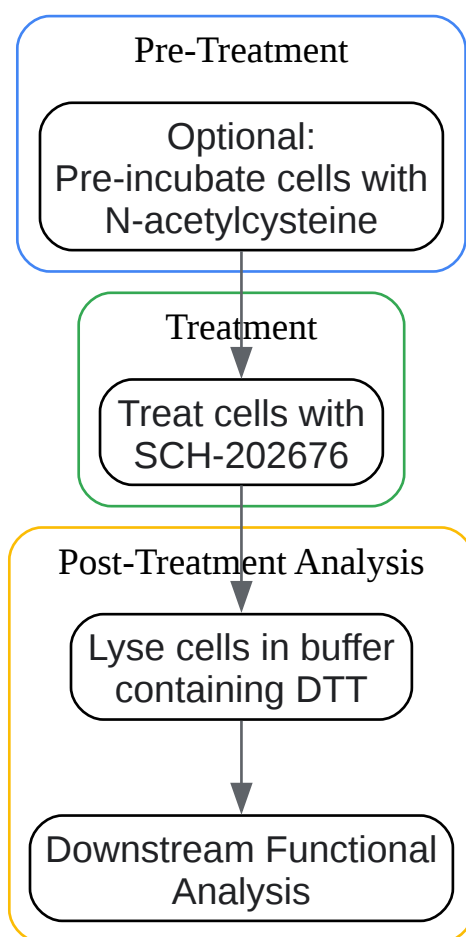 Pre-Treatment
Optional:
Pre-incubate cells with
N-acetylcysteine
Treatment
Treat cells with
SCH-202676
Post-Treatment Analysis
Lyse cells in buffer
containing DTT
Downstream Functional
Analysis